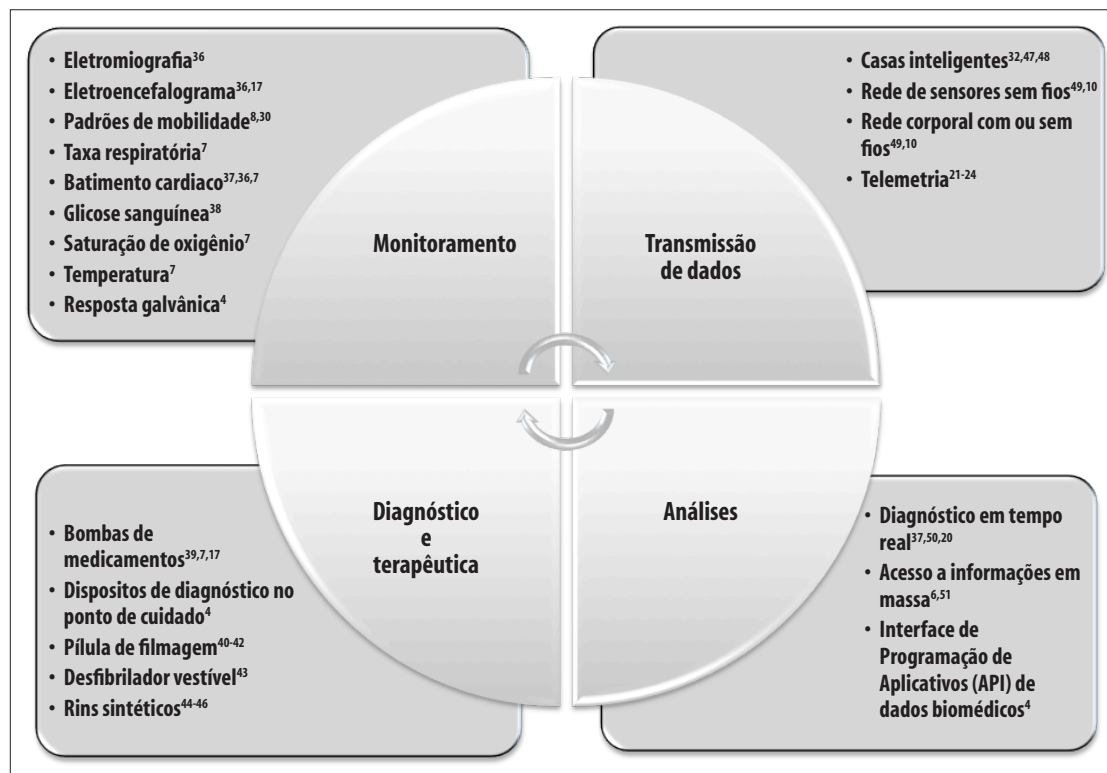 • Eletromiografia³⁶
• Eletroencefalograma³⁶,¹⁷
• Padrões de mobilidade⁸,³⁰
• Taxa respiratória⁷
• Batimento cardiaco³⁷,³⁶,⁷
• Glicose sanguínea³⁸
• Saturação de oxigênio⁷
• Temperatura⁷
• Resposta galvânica⁴
• Casas inteligentes³²,⁴⁷,⁴⁸
• Rede de sensores sem fios⁴⁹,¹⁰
• Rede corporal com ou sem
fios⁴⁹,¹⁰
• Telemetria²¹⁻²⁴
Monitoramento
Transmissão
de dados
Diagnóstico
e
terapêutica
Análises
• Bombas de
medicamentos³⁹,⁷,¹⁷
• Dispositos de diagnóstico no
ponto de cuidado⁴
• Pílula de filmagem⁴⁰⁻⁴²
• Desfibrilador vestível⁴³
• Rins sintéticos⁴⁴⁻⁴⁶
• Diagnóstico em tempo
real³⁷,⁵⁰,²⁰
• Acesso a informações em
massa⁶,⁵¹
• Interface de
Programação de
Aplicativos (API) de
dados biomédicos⁴